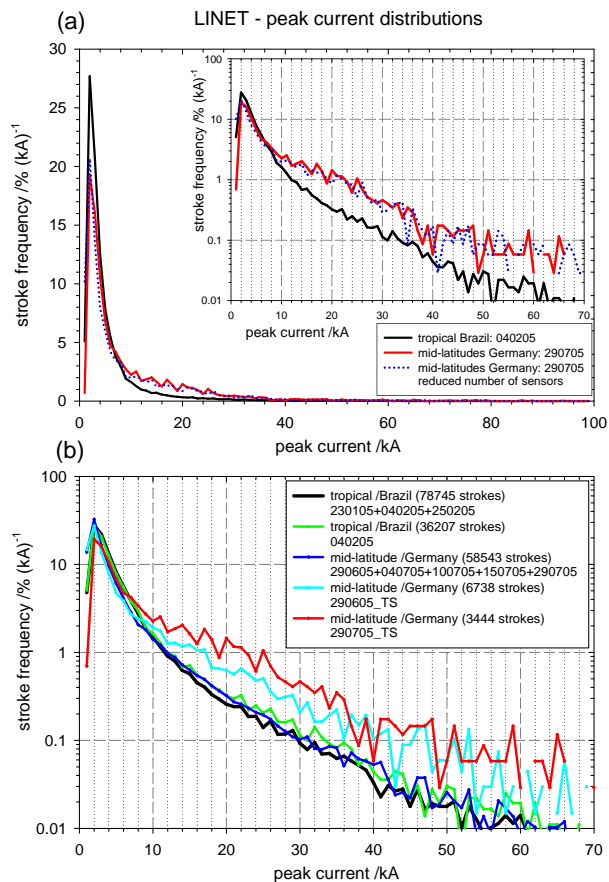 (a)
LINET - peak current distributions
stroke frequency /% (kA)-1
30
25
20
15
10
5
0
0 20 40 60 80 100
peak current /kA
stroke frequency /% (kA)-1
100
10
1
0.1
0.01
0 10 20 30 40 50 60 70
peak current /kA
tropical Brazil: 040205
mid-latitudes Germany: 290705
mid-latitudes Germany: 290705
reduced number of sensors
(b)
stroke frequency /% (kA)-1
100
10
1
0.1
0.01
0 10 20 30 40 50 60 70
peak current /kA
tropical /Brazil (78745 strokes)
230105+040205+250205
tropical /Brazil (36207 strokes)
040205
mid-latitude /Germany (58543 strokes)
290605+040705+100705+150705+290705
mid-latitude /Germany (6738 strokes)
290605_TS
mid-latitude /Germany (3444 strokes)
290705_TS